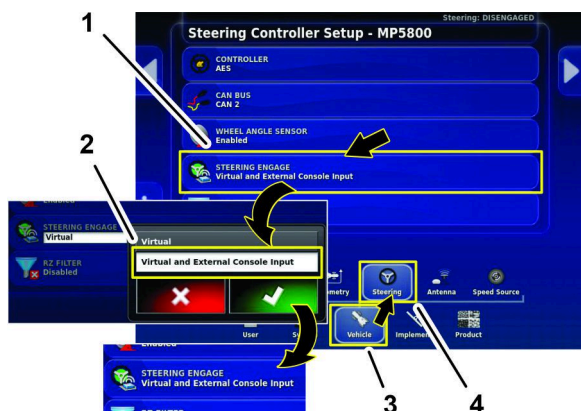 Steering: DISENGAGED
Steering Controller Setup - MP5800
1
CONTROLLER
AES
CAN BUS
CAN 2
WHEEL ANGLE SENSOR
Enabled
STEERING ENGAGE
Virtual and External Console Input
2
Enabled
STEERING ENGAGE
Virtual
RZ FILTER
Disabled
Virtual
Virtual and External Console Input
Steering
Antenna
Speed Source
User
Vehicle
Product
Enabled
STEERING ENGAGE
Virtual and External Console Input
RZ FILTER
3
4